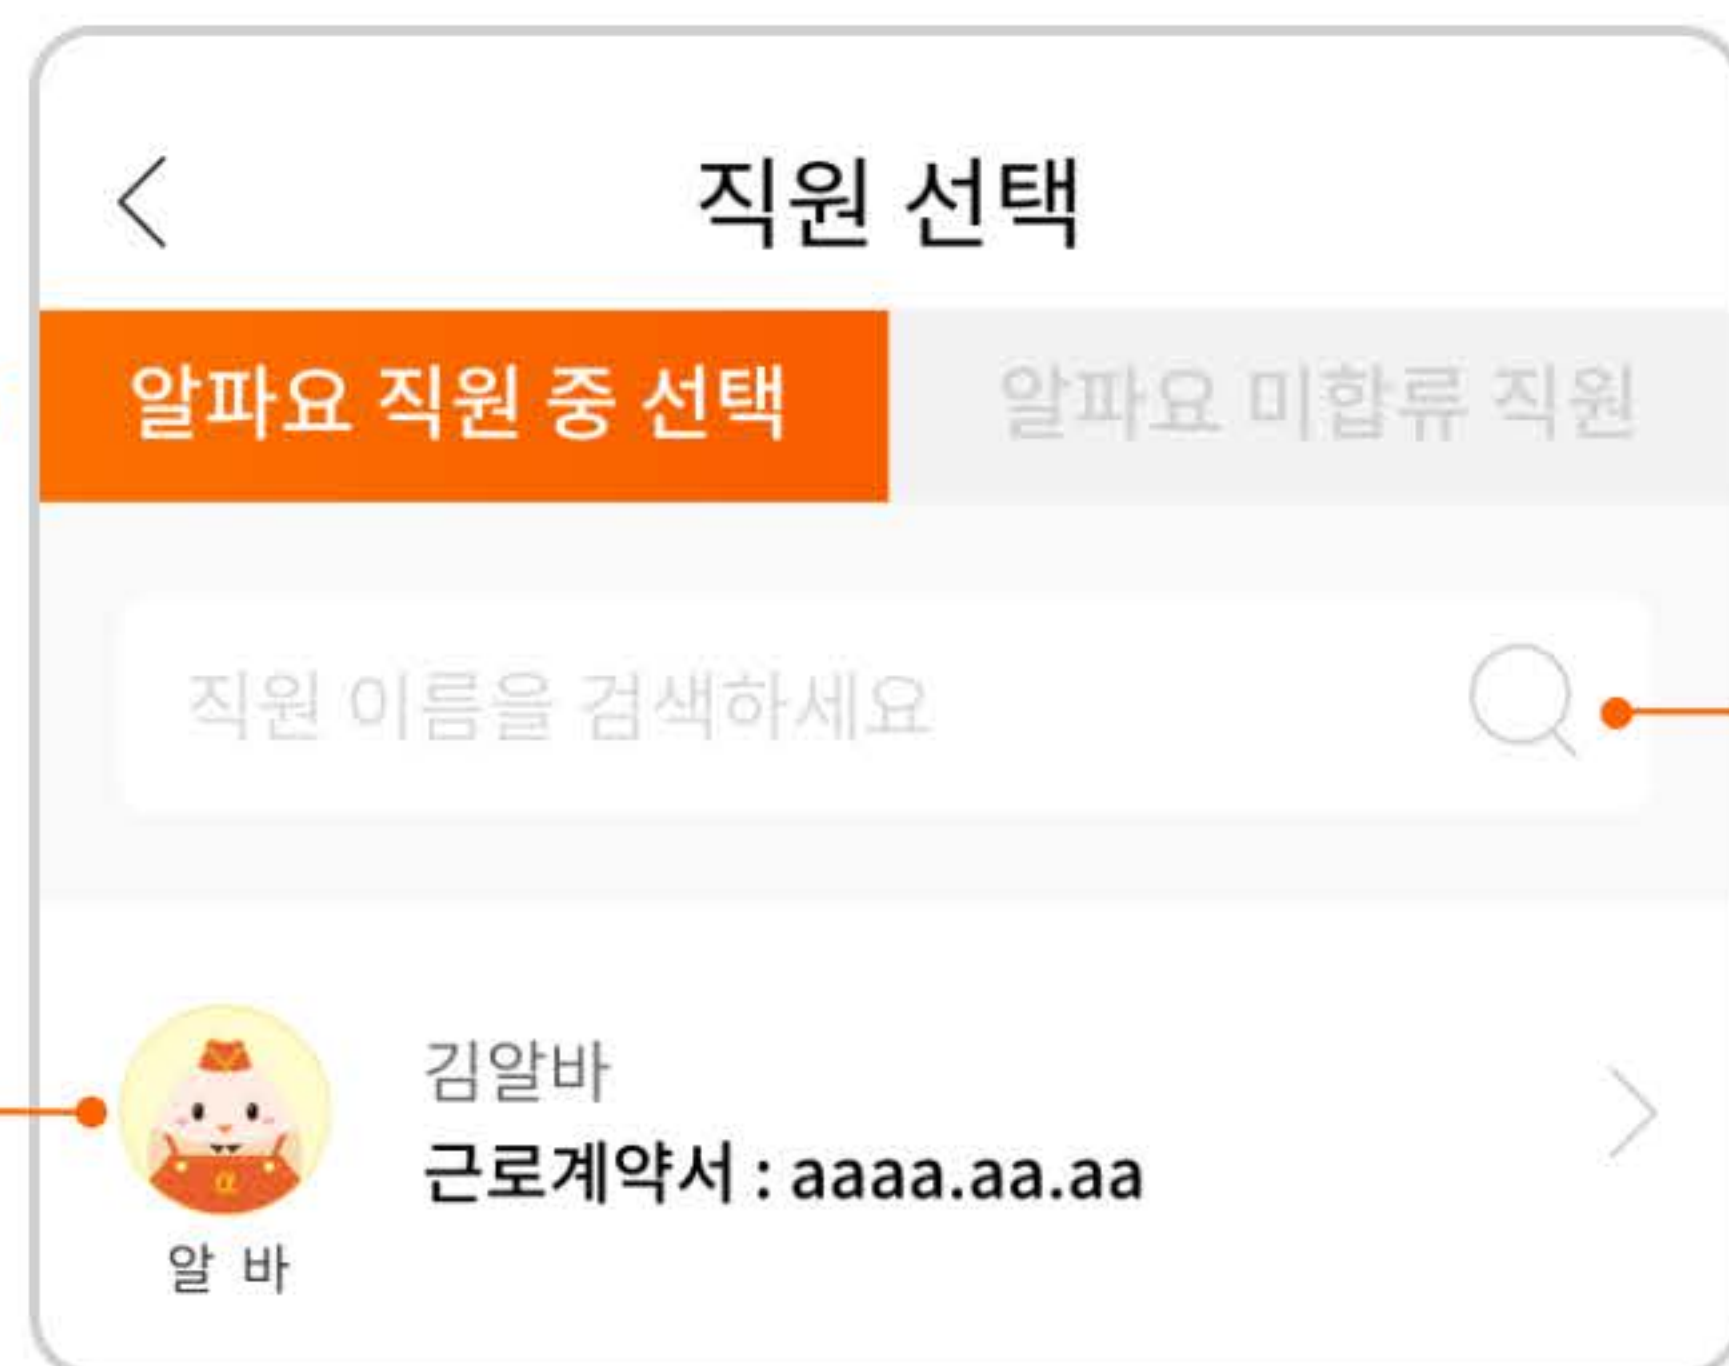 직원 선택
알파요 직원 중 선택
알파요 미합류 직원
직원 이름을 검색하세요
김알바
근로계약서 : aaaa.aa.aa
α
알 바